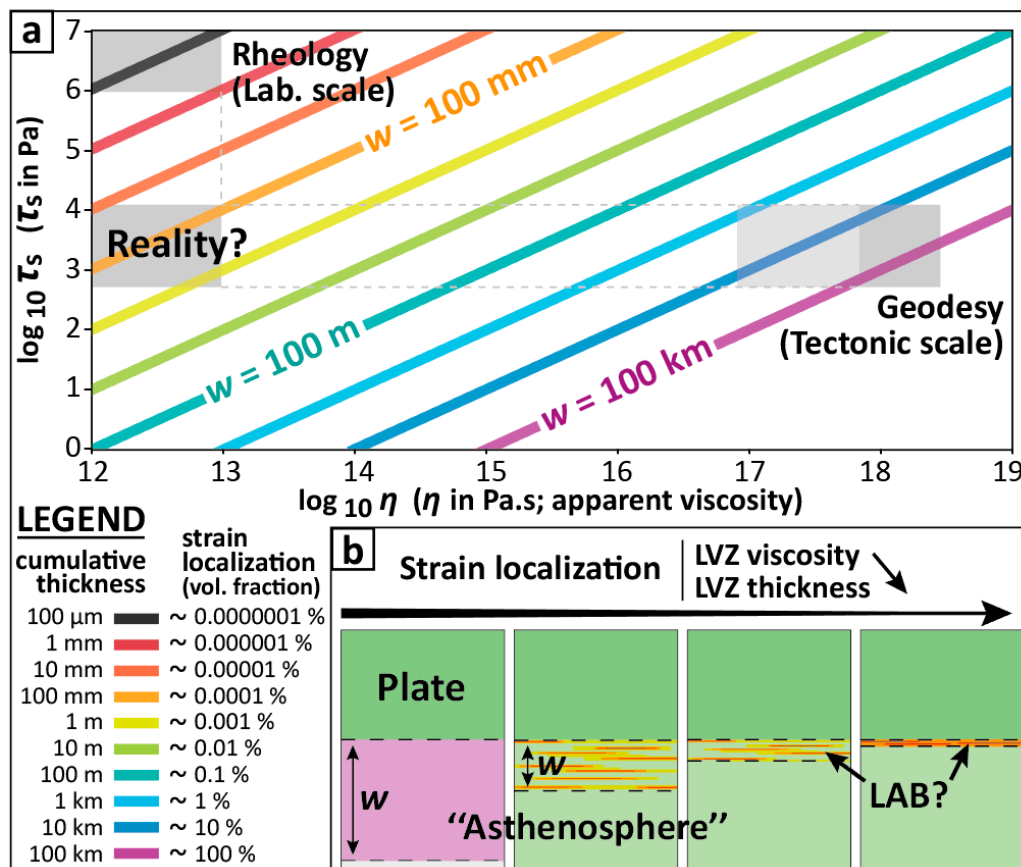 a
7
6
5
4
3
2
1
0
log 10 τs (τs in Pa)
Rheology
(Lab. scale)
w = 100 mm
Reality?
w = 100 m
w = 100 km
Geodesy
(Tectonic scale)
12 13 14 15 16 17 18 19
log 10 η (η in Pa.s; apparent viscosity)
LEGEND
cumulative thickness
strain localization (vol. fraction)
100 µm ~ 0.0000001 %
1 mm ~ 0.000001 %
10 mm ~ 0.00001 %
100 mm ~ 0.0001 %
1 m ~ 0.001 %
10 m ~ 0.01 %
100 m ~ 0.1 %
1 km ~ 1 %
10 km ~ 10 %
100 km ~ 100 %
b
Strain localization
LVZ viscosity
LVZ thickness
Plate
w
w
LAB?
“Asthenosphere”